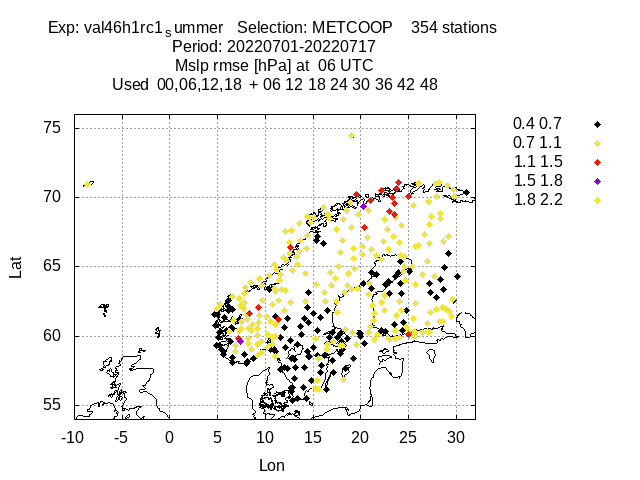 Exp: val46h1rc1summer Selection: METCOOP 354 stations
Period: 20220701-20220717
Mslp rmse [hPa] at 06 UTC
Used 00,06,12,18 + 06 12 18 24 30 36 42 48
0.4 0.7
0.7 1.1
1.1 1.5
1.5 1.8
1.8 2.2
75
70
65
60
55
Lat
-10 -5 0 5 10 15 20 25 30
Lon